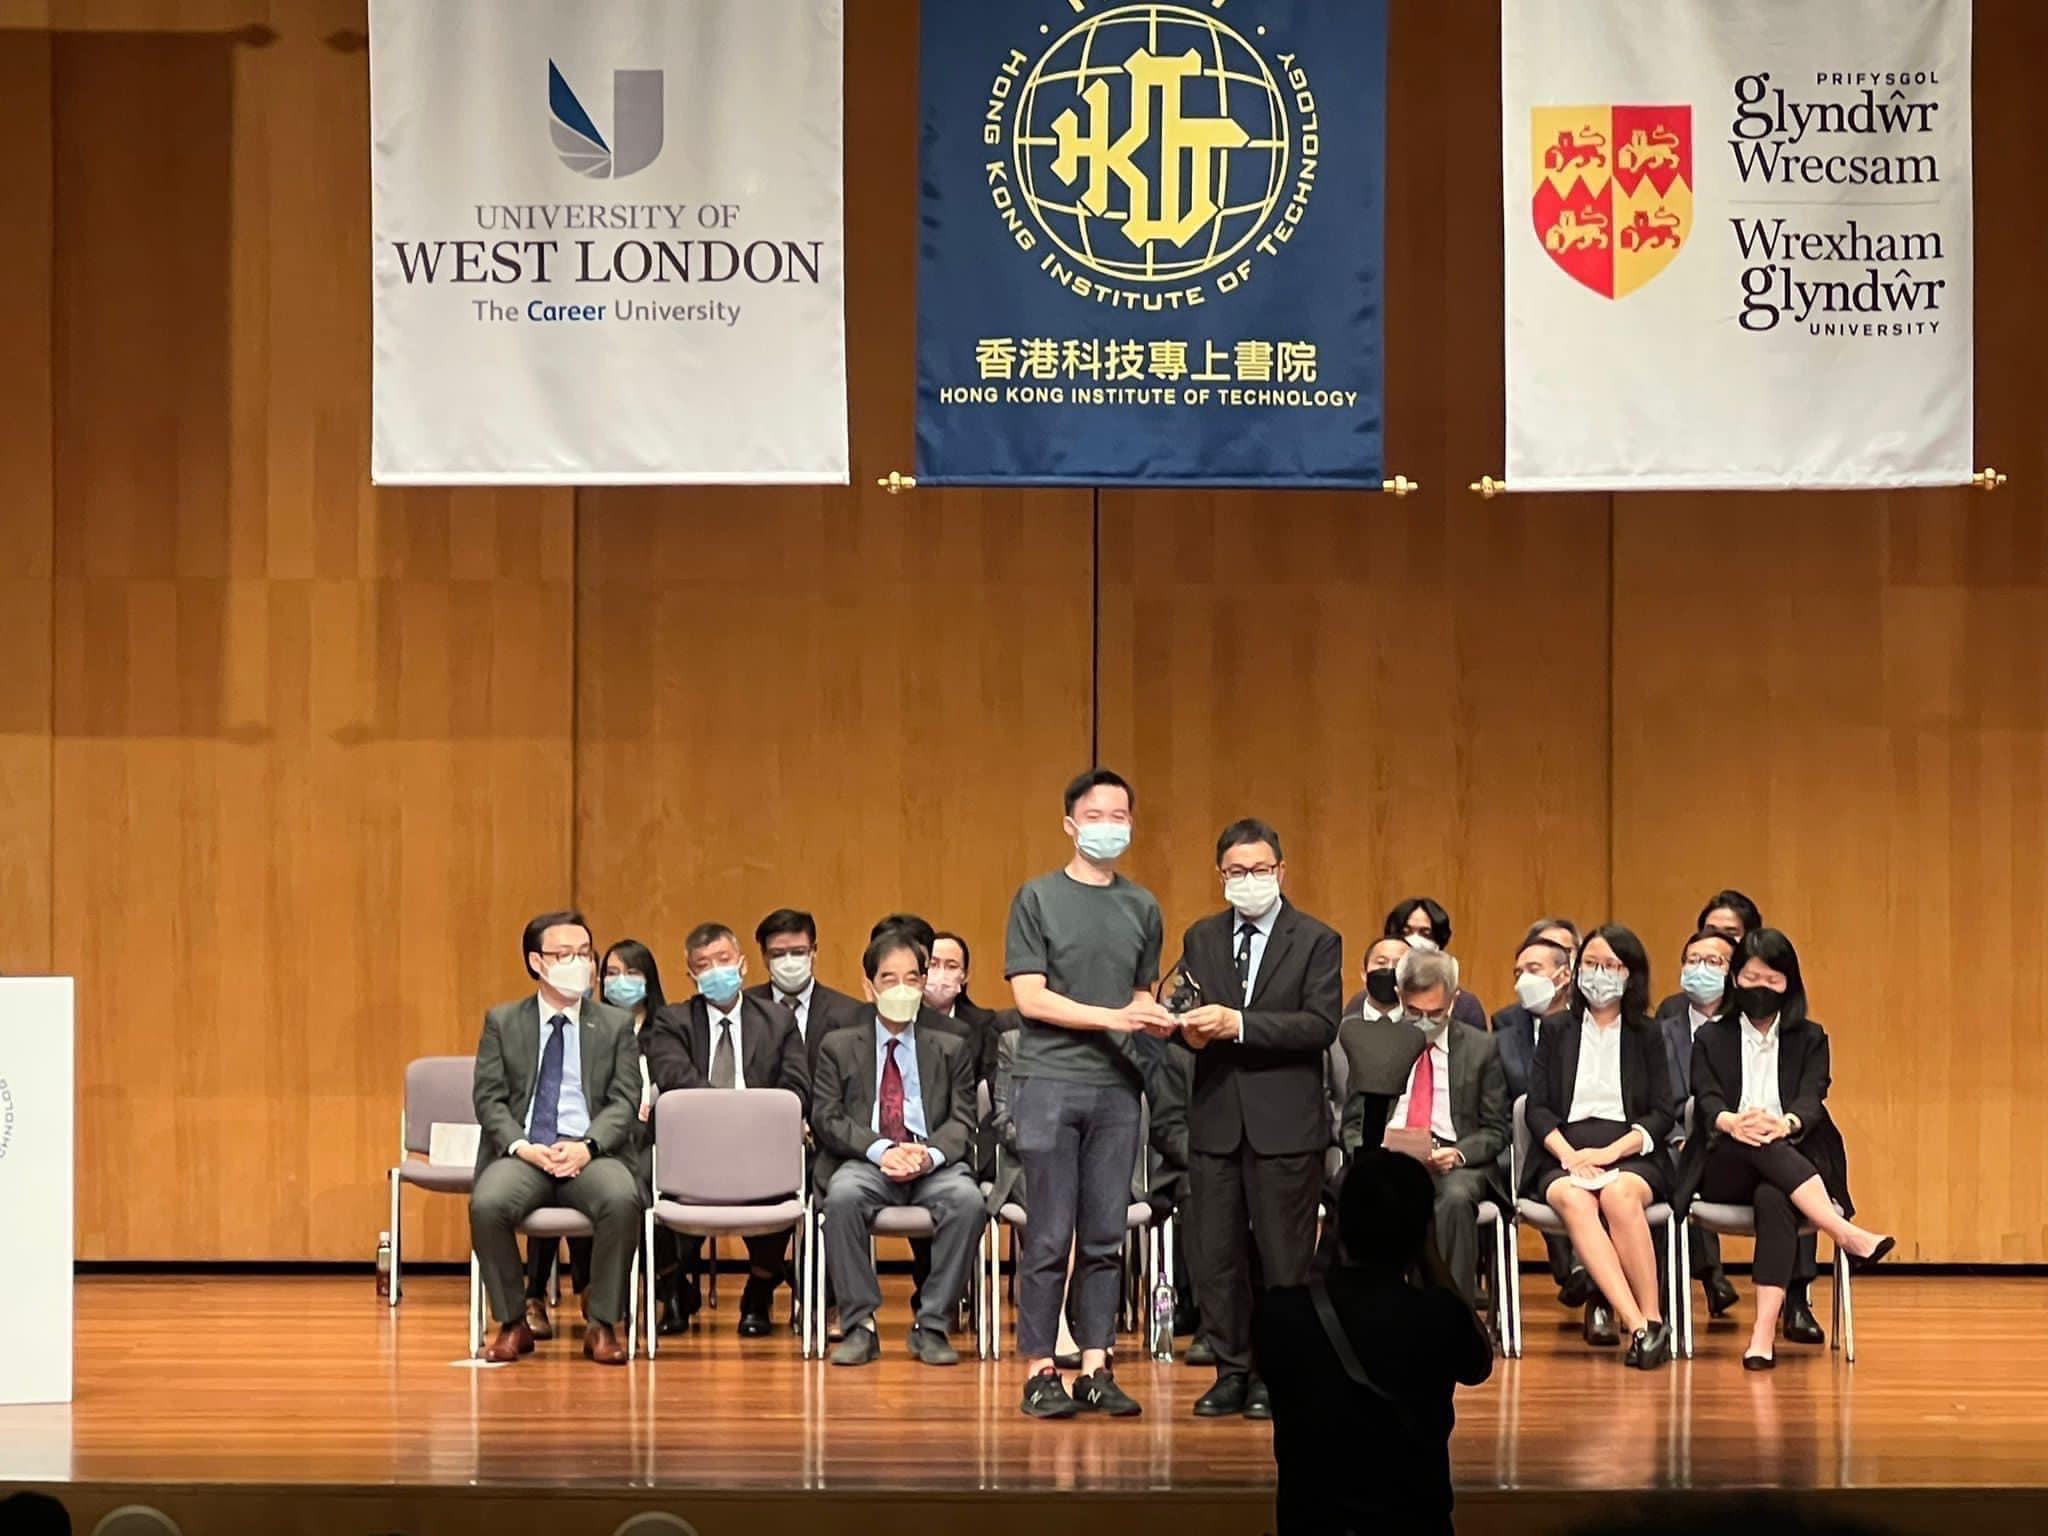 UNIVERSITY OF
WEST LONDON
The Career University
HONG KONG INSTITUTE OF TECHNOLOGY
HKIT
香港科技專上書院
HONG KONG INSTITUTE OF TECHNOLOGY
PRIFYSGOL
glyndŵr
Wrecsam
Wrexham
glyndŵr
UNIVERSITY
N